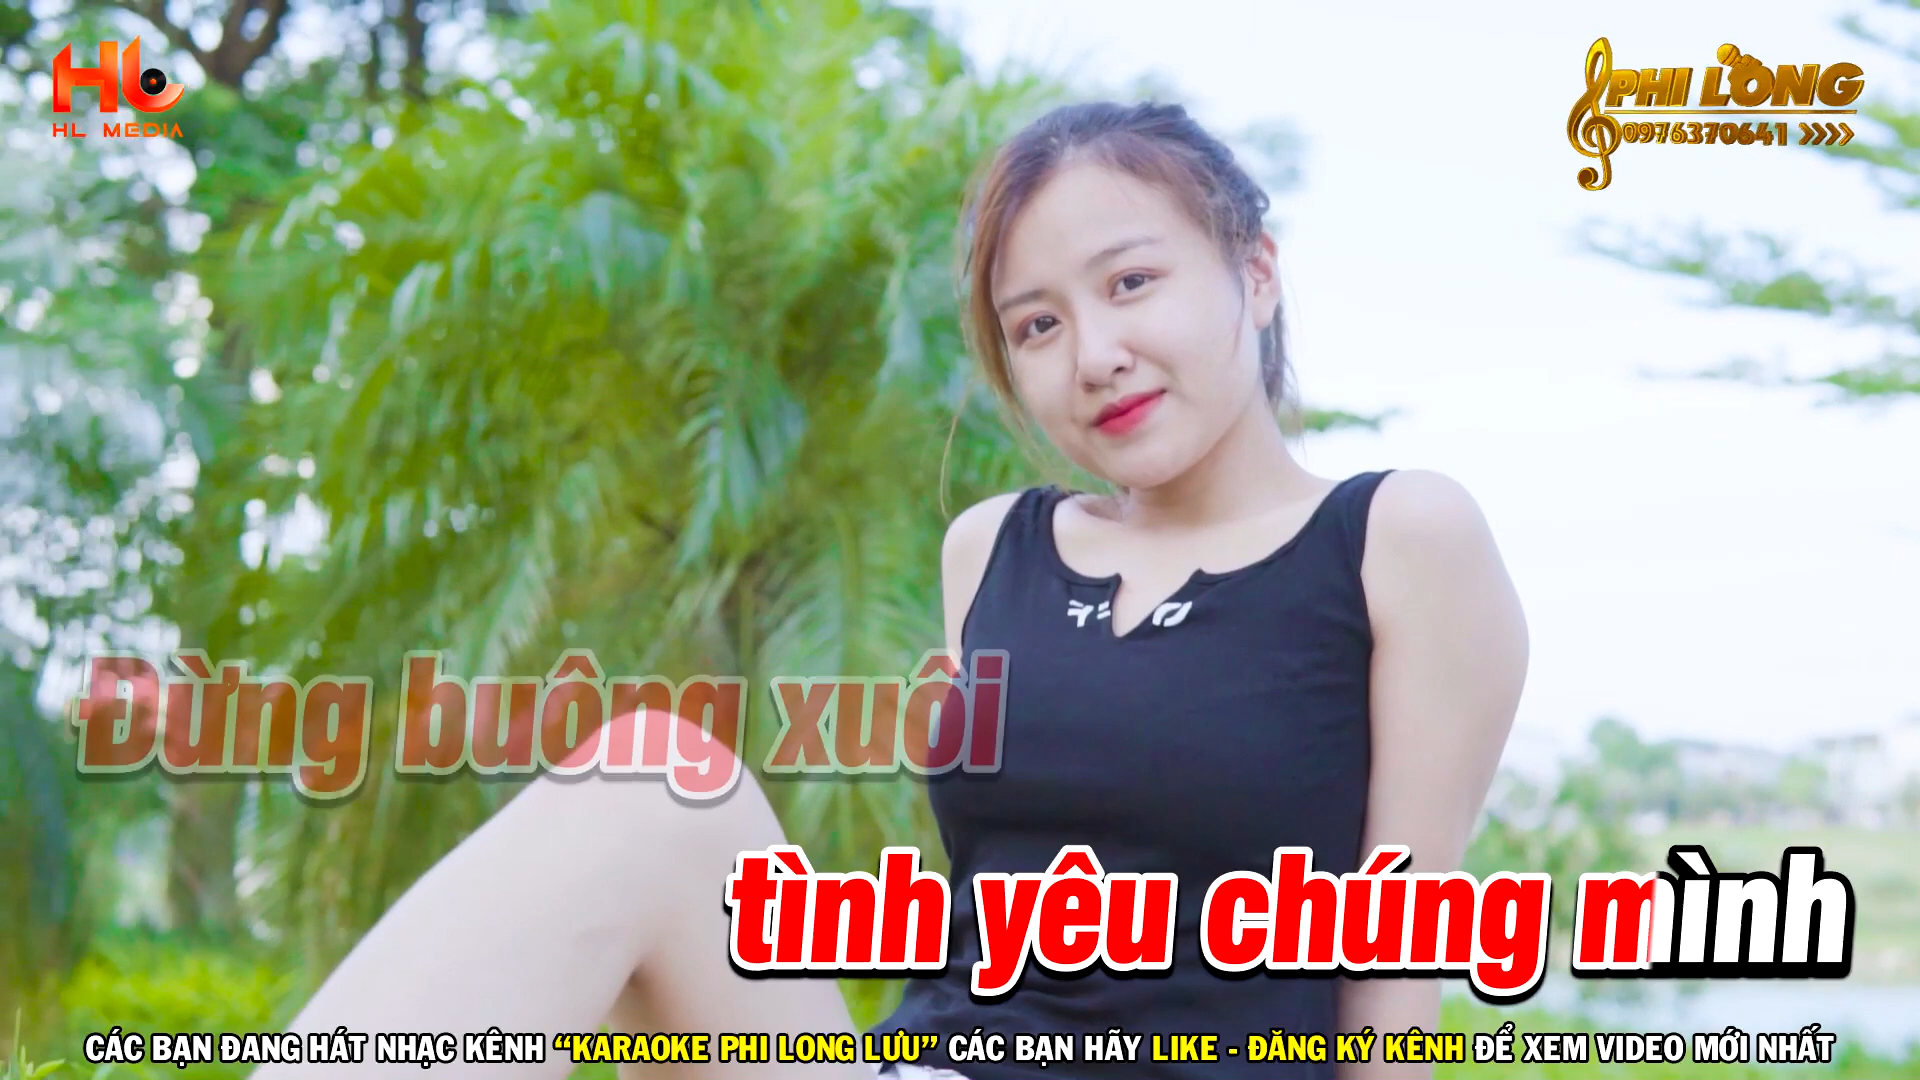 HL MEDIA
PHI LONG
0976370641
Đừng buông xuôi
tình yêu chúng mình
CÁC BẠN ĐANG HÁT NHẠC KÊNH “KARAOKE PHI LONG LƯU” CÁC BẠN HÃY LIKE - ĐĂNG KÝ KÊNH ĐỂ XEM VIDEO MỚI NHẤT